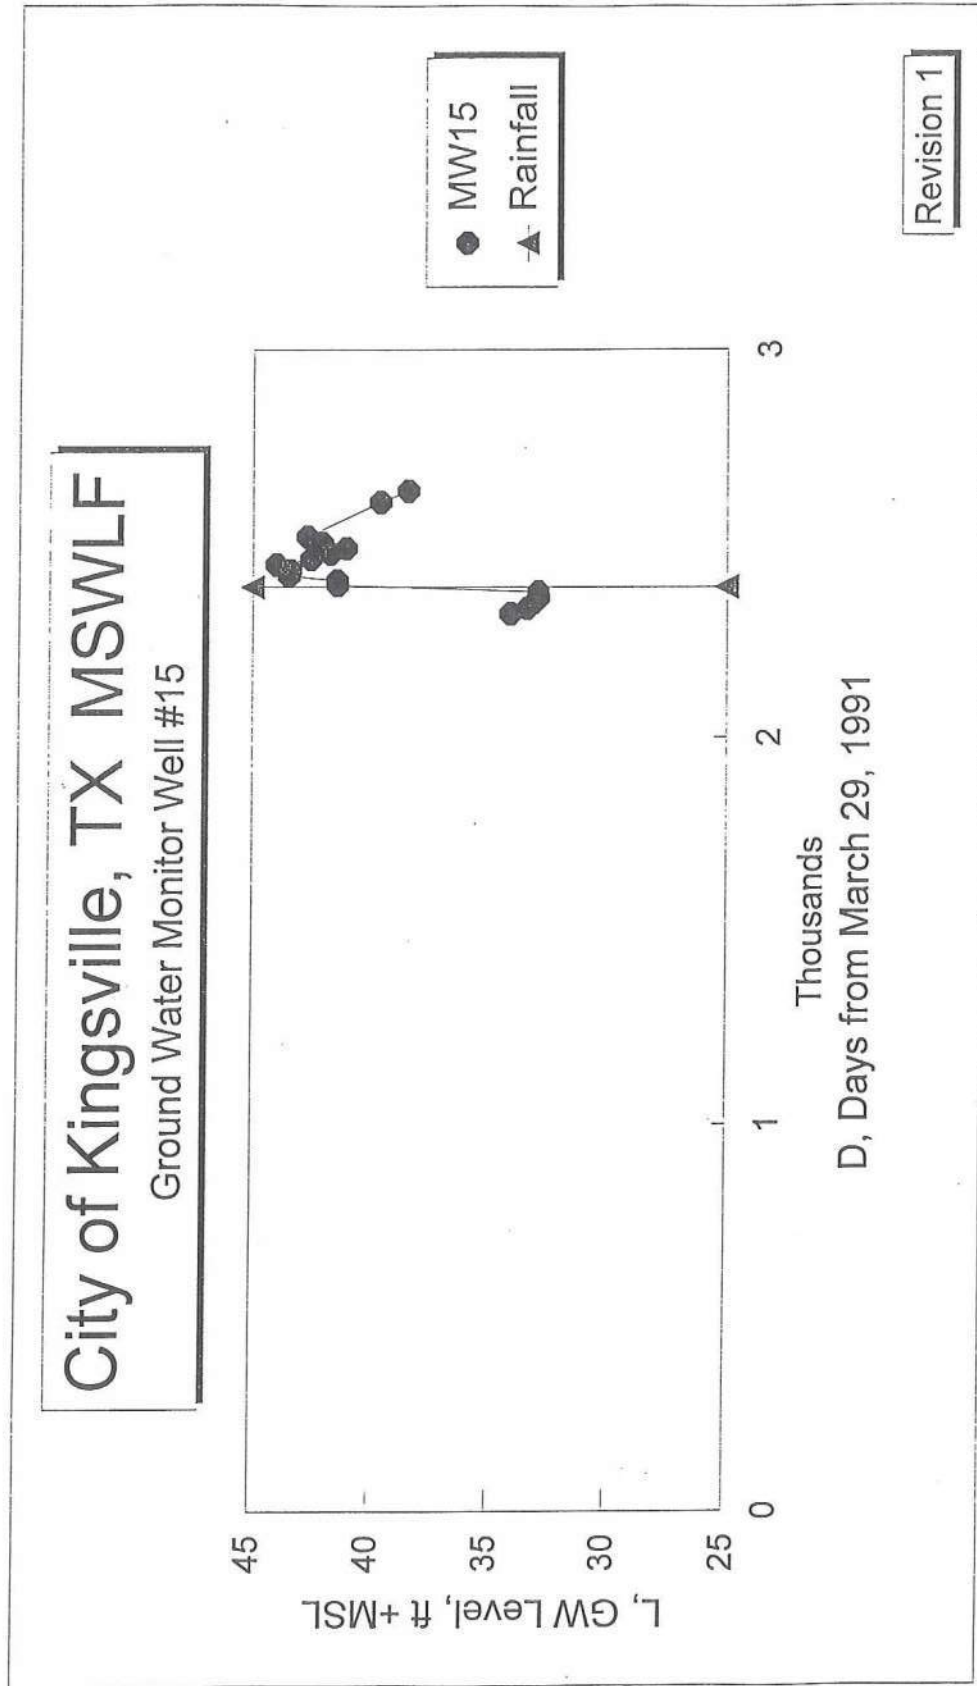 City of Kingsville, TX MSWLF
Ground Water Monitor Well #15
L, GW Level, ft +MSL
45
40
35
30
25
0
1
2
3
Thousands
D, Days from March 29, 1991
MW15
Rainfall
Revision 1